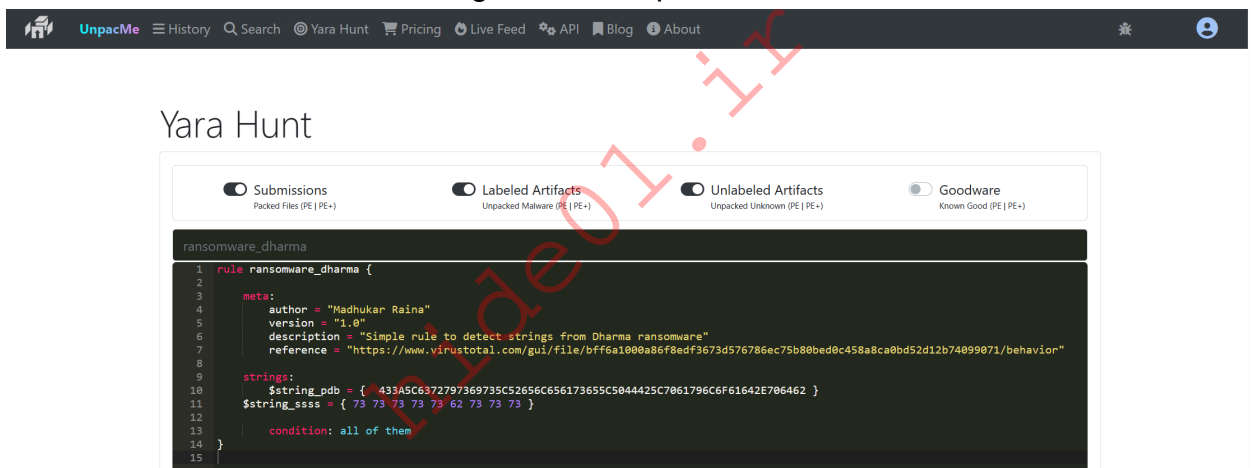 UnpacMe History Search Yara Hunt Pricing Live Feed API Blog About
Yara Hunt
Submissions Labeled Artifacts Unlabeled Artifacts Goodware
Packed Files (PE | PE+) Unpacked Malware (PE | PE+) Unpacked Unknown (PE | PE+) Known Good (PE | PE+)
ransomware_dharma
1 rule ransomware_dharma {
2
3 meta:
4 author = "Madhukar Raina"
5 version = "1.0"
6 description = "Simple rule to detect strings from Dharma ransomware"
7 reference = "https://www.virustotal.com/gui/file/bff6a1000a86f8edf3673d576786ec75b80bed0c458a8ca0bd52d12b74099071/behavior"
8
9 strings:
10 $string_pdb = { 433A5C6372797369735C52656C656173655C5044425C7061796C6F61642E706462 }
11 $string_ssss = { 73 73 73 73 73 62 73 73 73 }
12
13 condition: all of them
14 }
15
hide01.ir